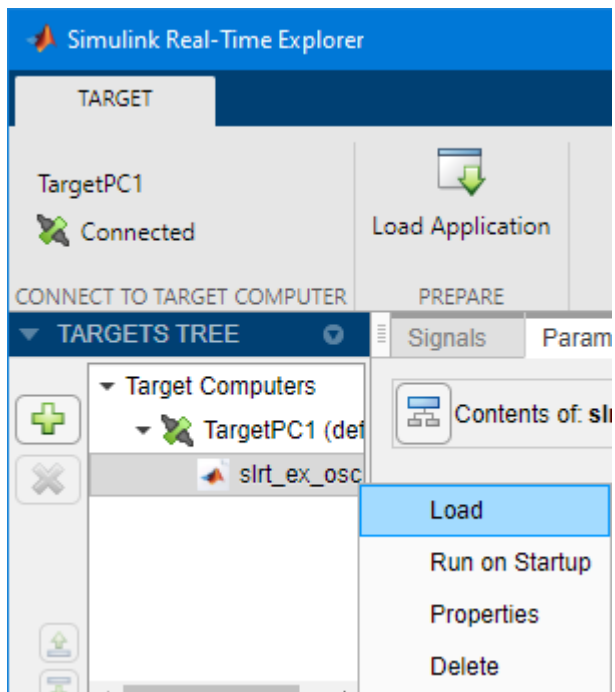 Simulink Real-Time Explorer
TARGET
TargetPC1
Connected
Load Application
CONNECT TO TARGET COMPUTER
PREPARE
TARGETS TREE
Signals
Param
Target Computers
Contents of: slr
TargetPC1 (def
slrt_ex_osc
Load
Run on Startup
Properties
Delete